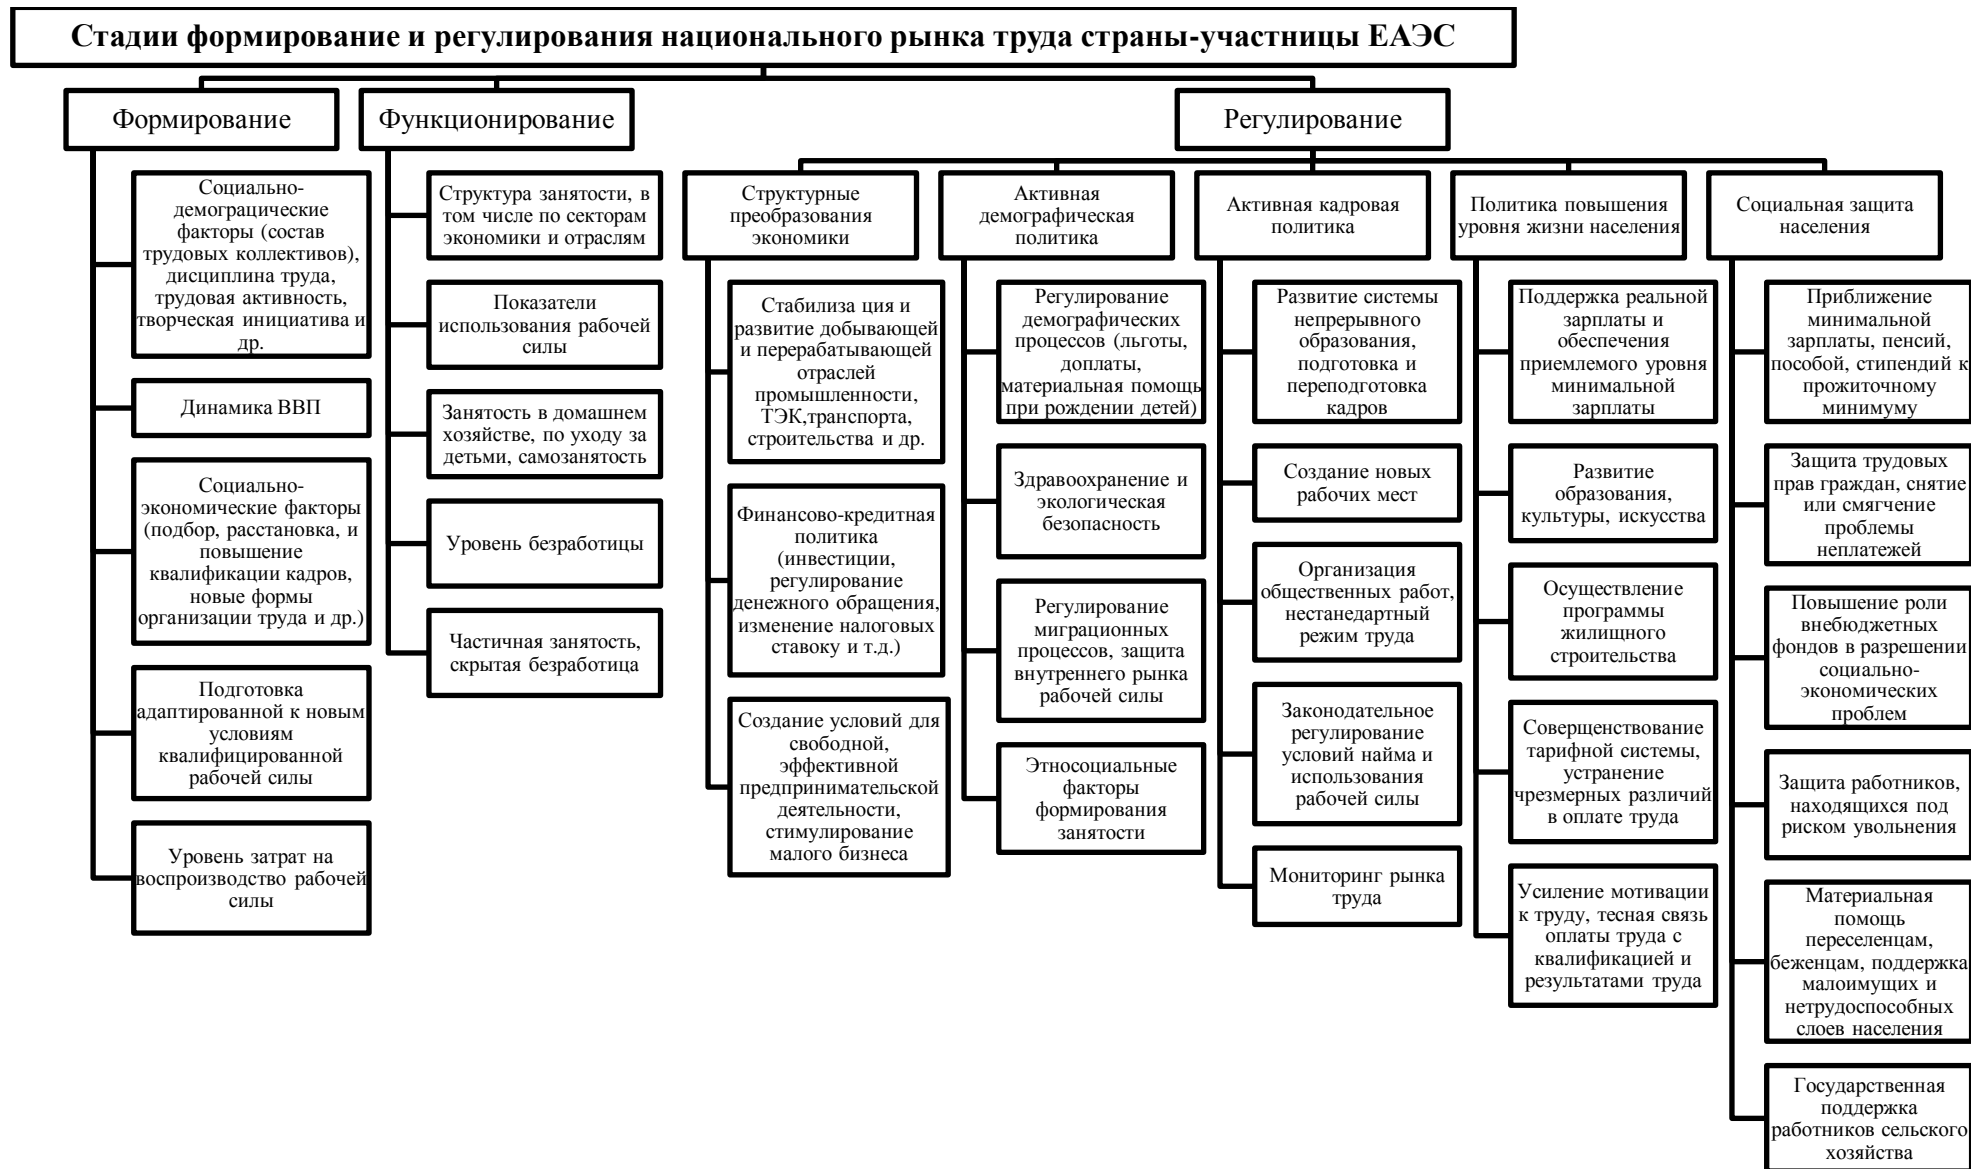 Стадии формирование и регулирования национального рынка труда страны-участницы ЕАЭС
Формирование
Социально-
демограцические
факторы (состав
трудовых коллективов),
дисциплина труда,
трудовая активность,
творческая инициатива и
др.
Динамика ВВП
Социально-
экономические факторы
(подбор, расстановка, и
повышение
квалификации кадров,
новые формы
организации труда и др.)
Подготовка
адаптированной к новым
условиям
квалифицированной
рабочей силы
Уровень затрат на
воспроизводство рабочей
силы
Функционирование
Структура занятости, в
том числе по секторам
экономики и отраслям
Показатели
использования рабочей
силы
Занятость в домашнем
хозяйстве, по уходу за
детьми, самозанятость
Уровень безработицы
Частичная занятость,
скрытая безработица
Регулирование
Структурные
преобразования
экономики
Стабилиза ция и
развитие добывающей
и перерабатывающей
отраслей
промышленности,
ТЭК,транспорта,
строительства и др.
Финансово-кредитная
политика
(инвестиции,
регулирование
денежного обращения,
изменение налоговых
ставоку и т.д.)
Создание условий для
свободной,
эффективной
предпринимательской
деятельности,
стимулирование
малого бизнеса
Активная
демографическая
политика
Регулирование
демографических
процессов (льготы,
доплаты,
материальная помощь
при рождении детей)
Здравоохранение и
экологическая
безопасность
Регулирование
миграционных
процессов, защита
внутреннего рынка
рабочей силы
Этносоциальные
факторы
формирования
занятости
Активная кадровая
политика
Развитие системы
непрерывного
образования,
подготовка и
переподготовка
кадров
Создание новых
рабочих мест
Организация
общественных работ,
нестанедартный
режим труда
Законодательное
регулирование
условий найма и
использования
рабочей силы
Мониторинг рынка
труда
Политика повышения
уровня жизни населения
Поддержка реальной
зарплаты и
обеспечения
приемлемого уровня
минимальной
зарплаты
Развитие
образования,
культуры, искусства
Осуществление
программы
жилищного
строительства
Соверщенствование
тарифной системы,
устранение
чрезмерных различий
в оплате труда
Усиление мотивации
к труду, тесная связь
оплаты труда с
квалификацией и
результатами труда
Социальная защита
населения
Приближение
минимальной
зарплаты, пенсий,
пособой, стипендий к
прожиточному
минимуму
Защита трудовых
прав граждан, снятие
или смягчение
проблемы
неплатежей
Повышение роли
внебюджетных
фондов в разрешении
социально-
экономических
проблем
Защита работников,
находящихся под
риском увольнения
Материальная
помощь
переселенцам,
беженцам, поддержка
малоимущих и
нетрудоспособных
слоев населения
Государственная
поддержка
работников сельского
хозяйства